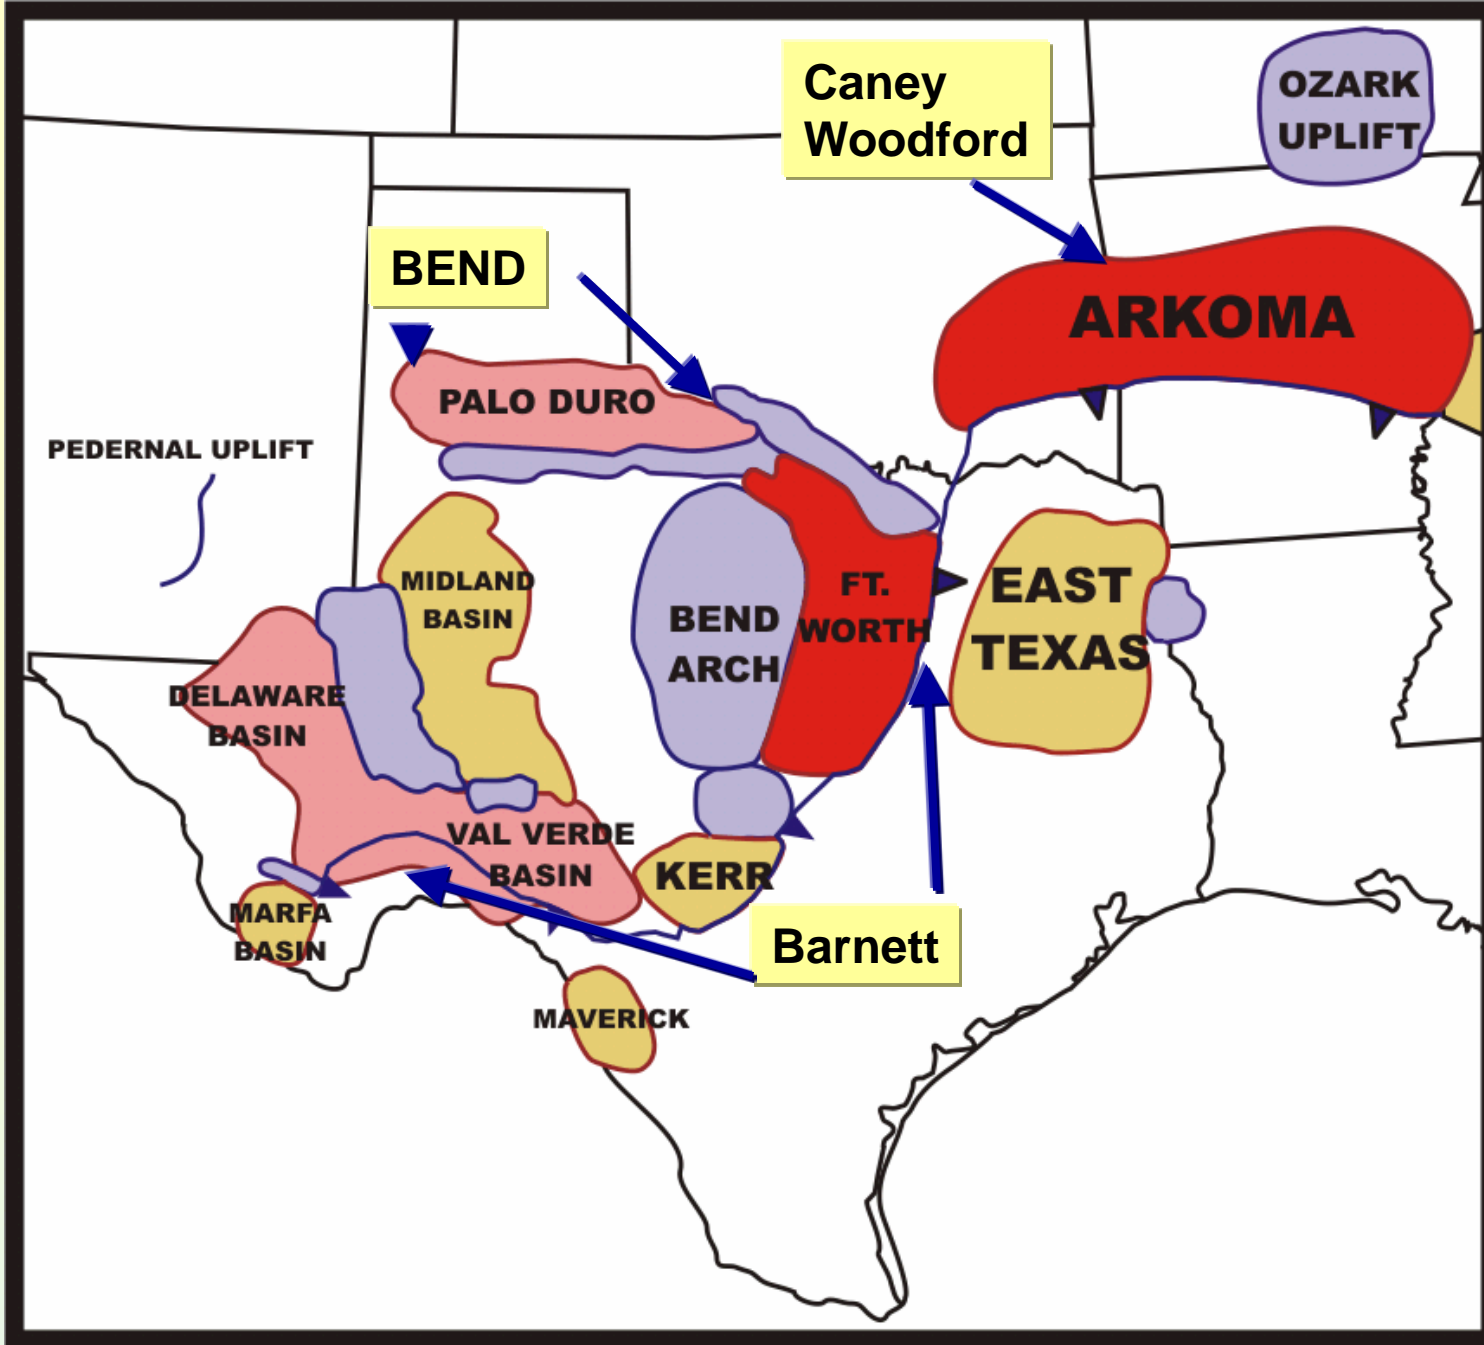 Caney
Woodford
OZARK
UPLIFT
BEND
ARKOMA
PALO DURO
PEDERNAL UPLIFT
MIDLAND
BASIN
BEND
ARCH
FT.
WORTH
EAST
TEXAS
DELAWARE
BASIN
VAL VERDE
BASIN
KERR
MARFA
BASIN
Barnett
MAVERICK